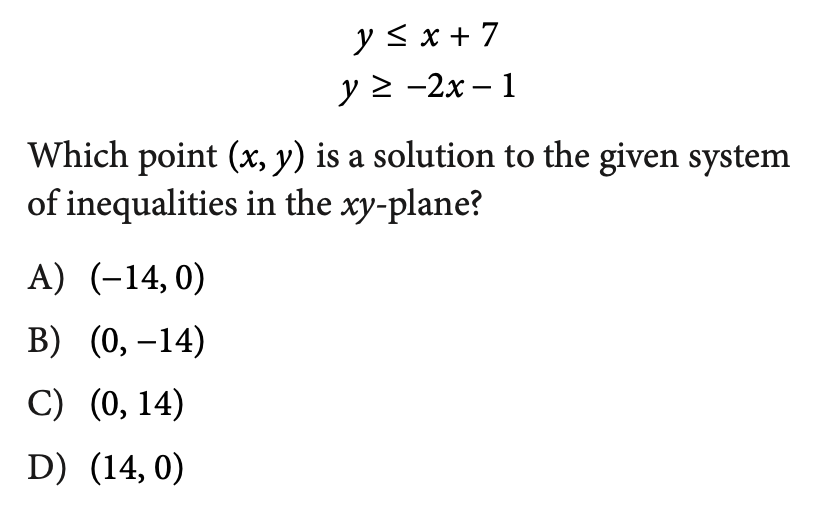 y ≤ x + 7
y ≥ −2x − 1
Which point (x, y) is a solution to the given system
of inequalities in the xy-plane?
A) (−14, 0)
B) (0, −14)
C) (0, 14)
D) (14, 0)